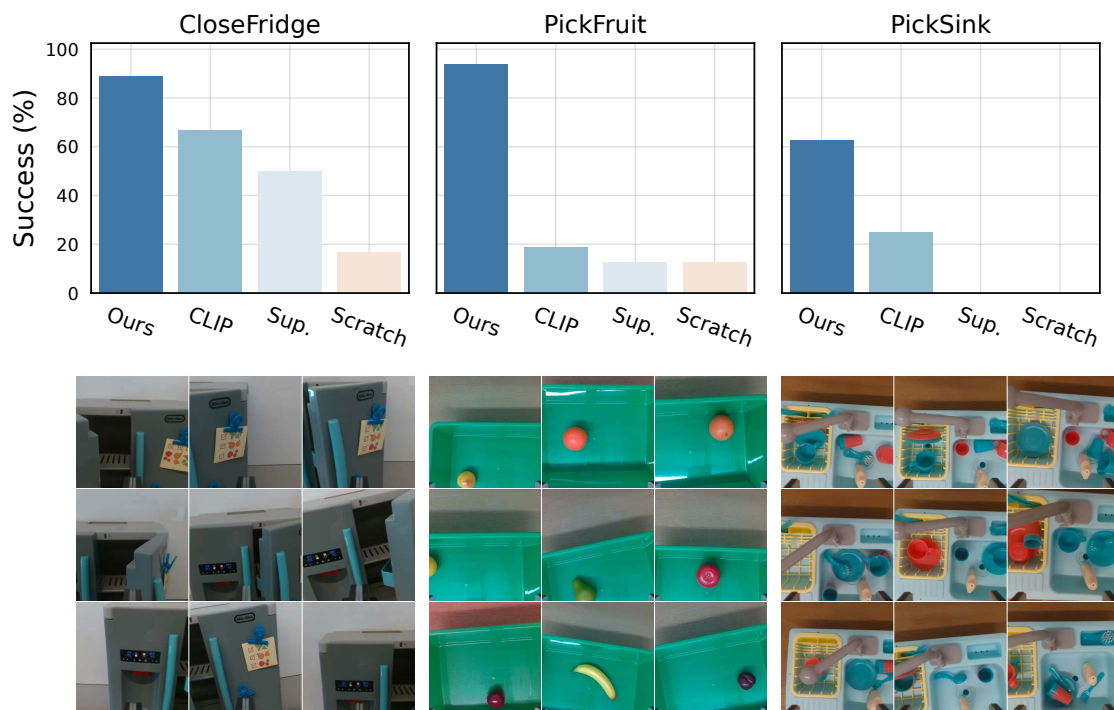 CloseFridge
PickFruit
PickSink
Success (%)
100
80
60
40
20
0
Ours
CLIP
Sup.
Scratch
Ours
CLIP
Sup.
Scratch
Ours
CLIP
Sup.
Scratch